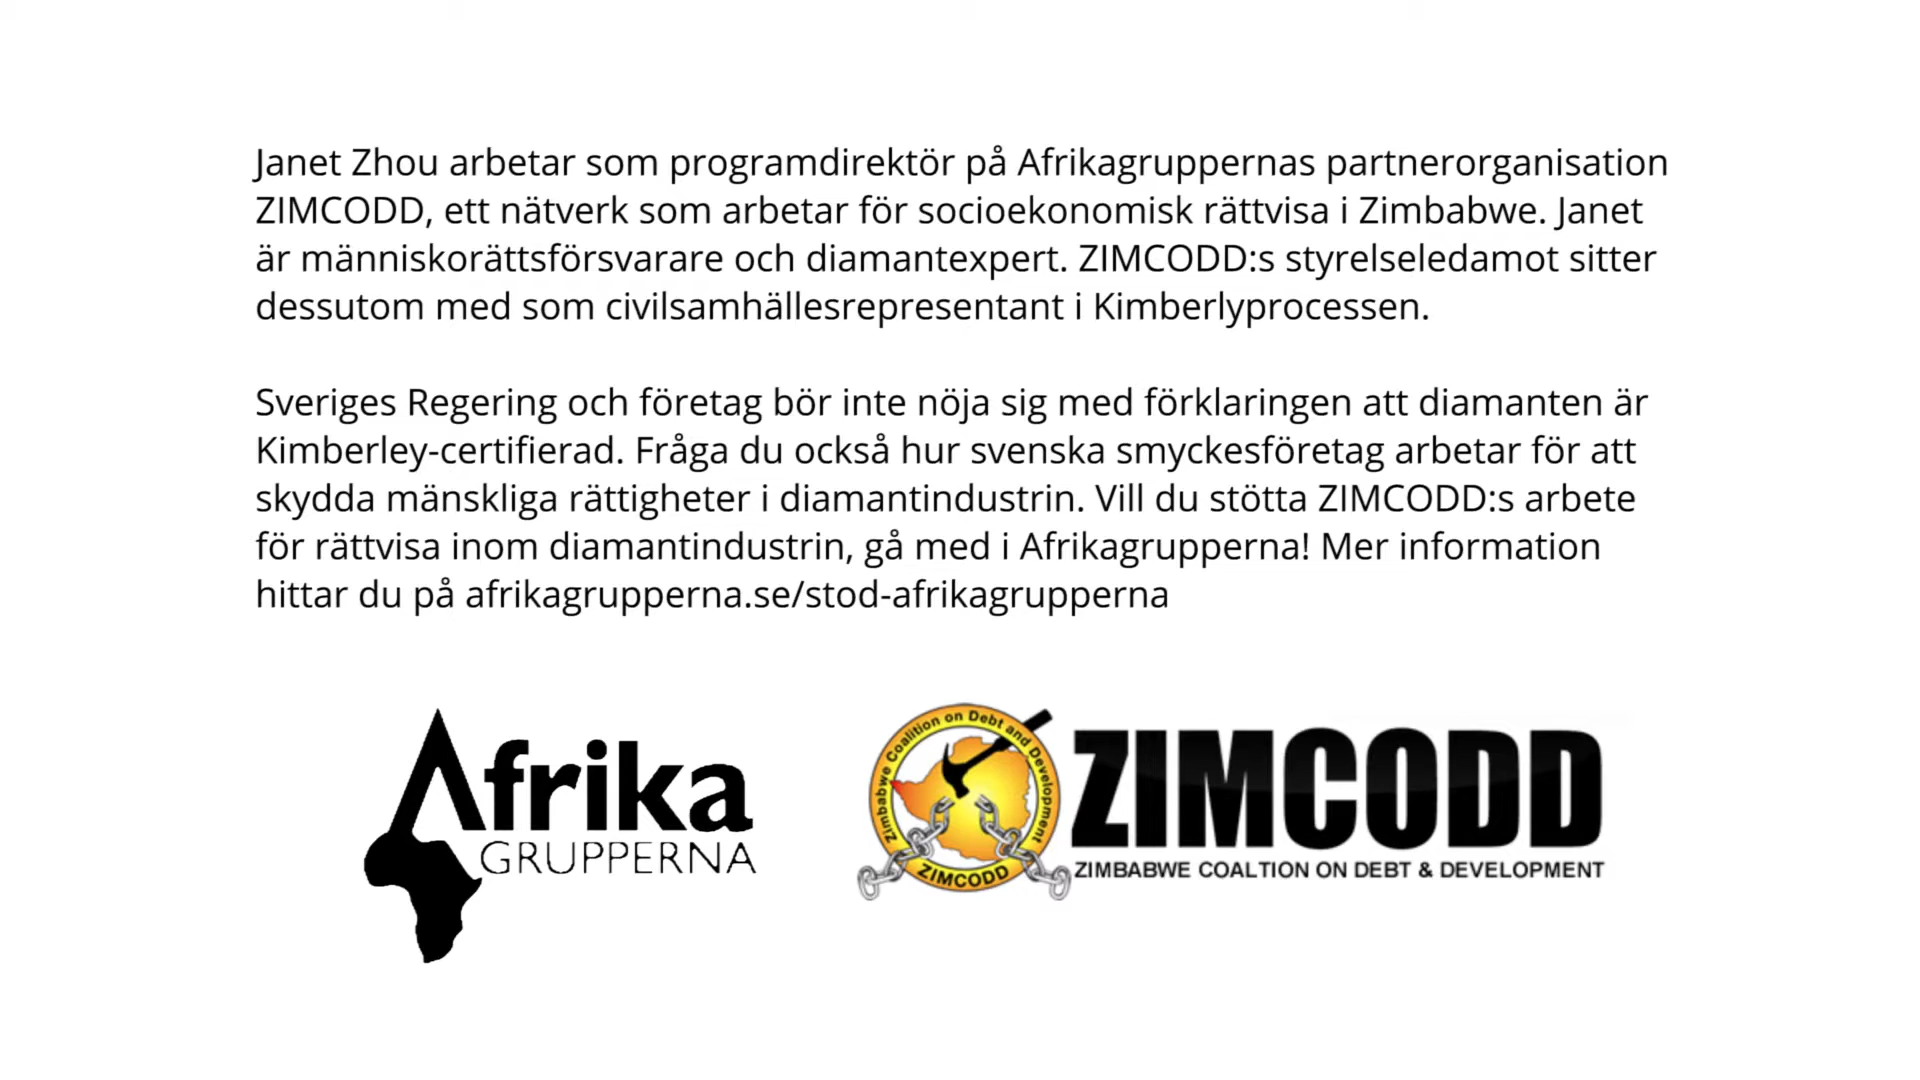 Janet Zhou arbetar som programdirektör på Afrikagruppernas partnerorganisation
ZIMCODD, ett nätverk som arbetar för socioekonomisk rättvisa i Zimbabwe. Janet
är människorättsförsvarare och diamantexpert. ZIMCODD:s styrelseledamot sitter
dessutom med som civilsamhällesrepresentant i Kimberlyprocessen.
Sveriges Regering och företag bör inte nöja sig med förklaringen att diamanten är
Kimberley-certifierad. Fråga du också hur svenska smyckesföretag arbetar för att
skydda mänskliga rättigheter i diamantindustrin. Vill du stötta ZIMCODD:s arbete
för rättvisa inom diamantindustrin, gå med i Afrikagrupperna! Mer information
hittar du på afrikagrupperna.se/stod-afrikagrupperna
Afrika
GRUPPERNA
Zimbabwe Coalition on Debt and Development
ZIMCODD
ZIMCODD
ZIMBABWE COALITION ON DEBT & DEVELOPMENT